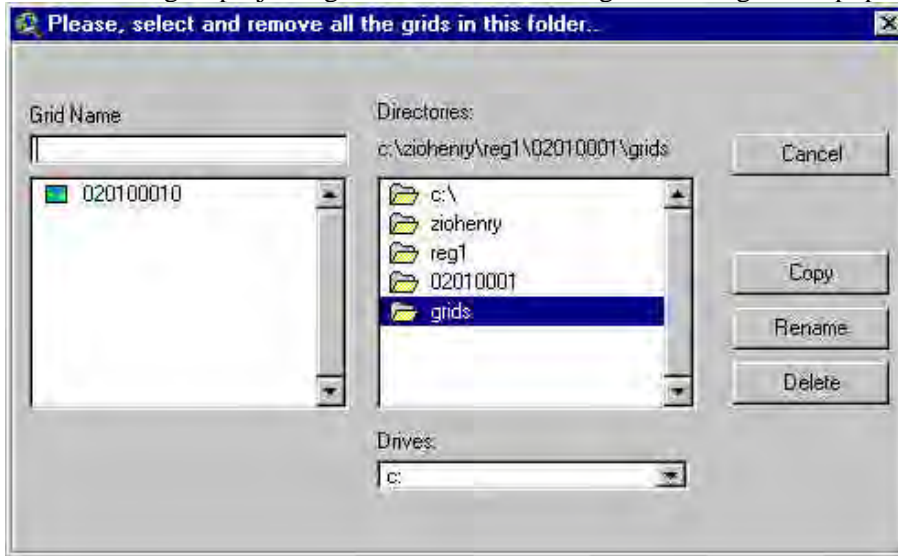 Please, select and remove all the grids in this folder..
Grid Name
Directories:
c:\ziohenry\reg1\02010001\grids
Cancel
020100010
c:\
ziohenry
reg1
02010001
grids
Copy
Rename
Delete
Drives:
c: